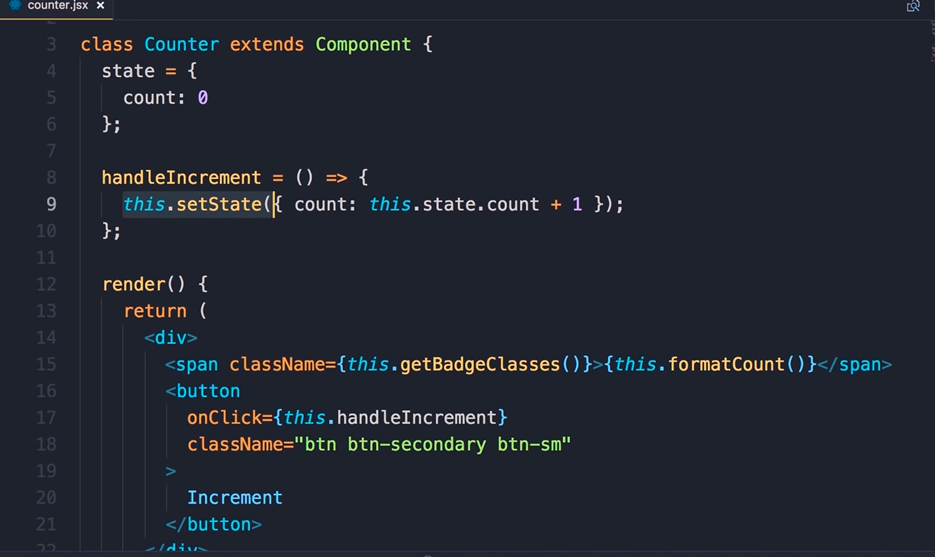 counter.jsx ×
2
3 class Counter extends Component {
4 state = {
5 count: 0
6 };
7
8 handleIncrement = () => {
9 this.setState({ count: this.state.count + 1 });
10 };
11
12 render() {
13 return (
14 <div>
15 <span className={this.getBadgeClasses()}>{this.formatCount()}</span>
16 <button
17 onClick={this.handleIncrement}
18 className="btn btn-secondary btn-sm"
19 >
20 Increment
21 </button>
22 </div>